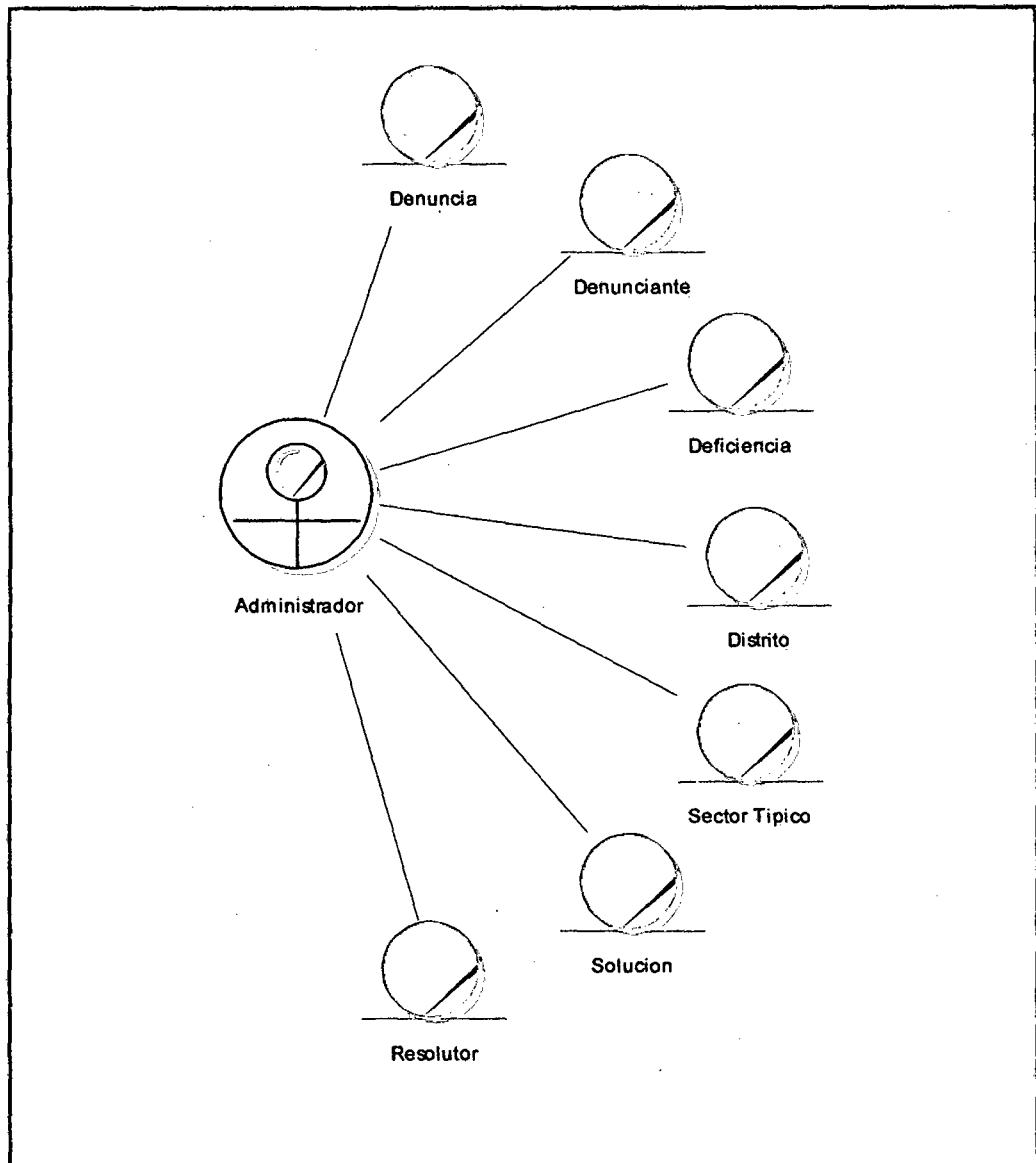 Denuncia
Denunciante
Deficiencia
Administrador
Distrito
Sector Tipico
Solucion
Resolutor